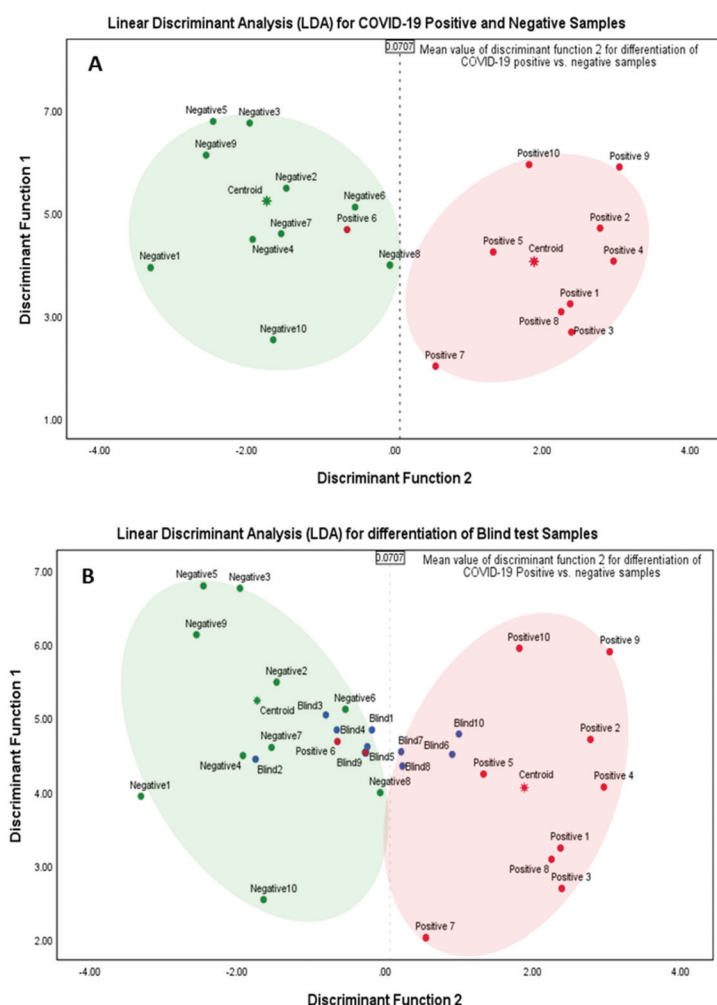 Linear Discriminant Analysis (LDA) for COVID-19 Positive and Negative Samples
A
0.0707
Mean value of discriminant function 2 for differentiation of
COVID-19 positive vs. negative samples
Discriminant Function 1
7.00
5.00
3.00
1.00
Negative5
Negative3
Negative9
Negative2
Centroid
Negative6
Negative7
Positive 6
Negative4
Negative8
Negative1
Negative10
Positive10
Positive 9
Positive 2
Positive 5
Centroid
Positive 4
Positive 1
Positive 8
Positive 3
Positive 7
-4.00
-2.00
.00
2.00
4.00
Discriminant Function 2
Linear Discriminant Analysis (LDA) for differentiation of Blind test Samples
B
0.0707
Mean value of discriminant function 2 for differentiation of
COVID-19 Positive vs. negative samples
Discriminant Function 1
7.00
6.00
5.00
4.00
3.00
2.00
Negative5
Negative3
Negative9
Negative2
Centroid
Blind3
Negative6
Blind4
Blind1
Negative7
Positive 6
Negative4
Blind2
Blind9
Blind5
Negative8
Negative1
Negative10
Blind7
Blind10
Blind6
Blind8
Positive10
Positive 9
Positive 2
Positive 5
Centroid
Positive 4
Positive 1
Positive 8
Positive 3
Positive 7
-4.00
-2.00
.00
2.00
4.00
Discriminant Function 2